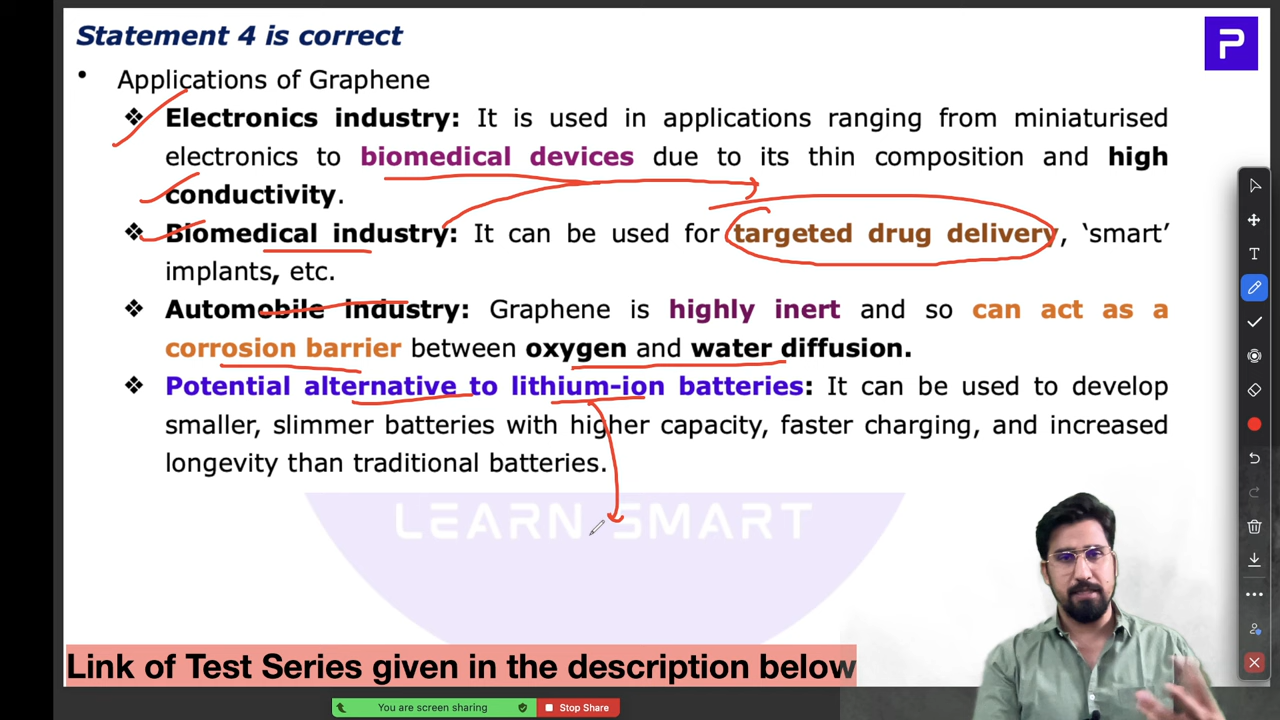 Statement 4 is correct
P
• Applications of Graphene
❖ Electronics industry: It is used in applications ranging from miniaturised
electronics to biomedical devices due to its thin composition and high
conductivity.
❖ Biomedical industry: It can be used for targeted drug delivery, ‘smart’
implants, etc.
❖ Automobile industry: Graphene is highly inert and so can act as a
corrosion barrier between oxygen and water diffusion.
❖ Potential alternative to lithium-ion batteries: It can be used to develop
smaller, slimmer batteries with higher capacity, faster charging, and increased
longevity than traditional batteries.
LEARN SMART
Link of Test Series given in the description below
You are screen sharing
Stop Share